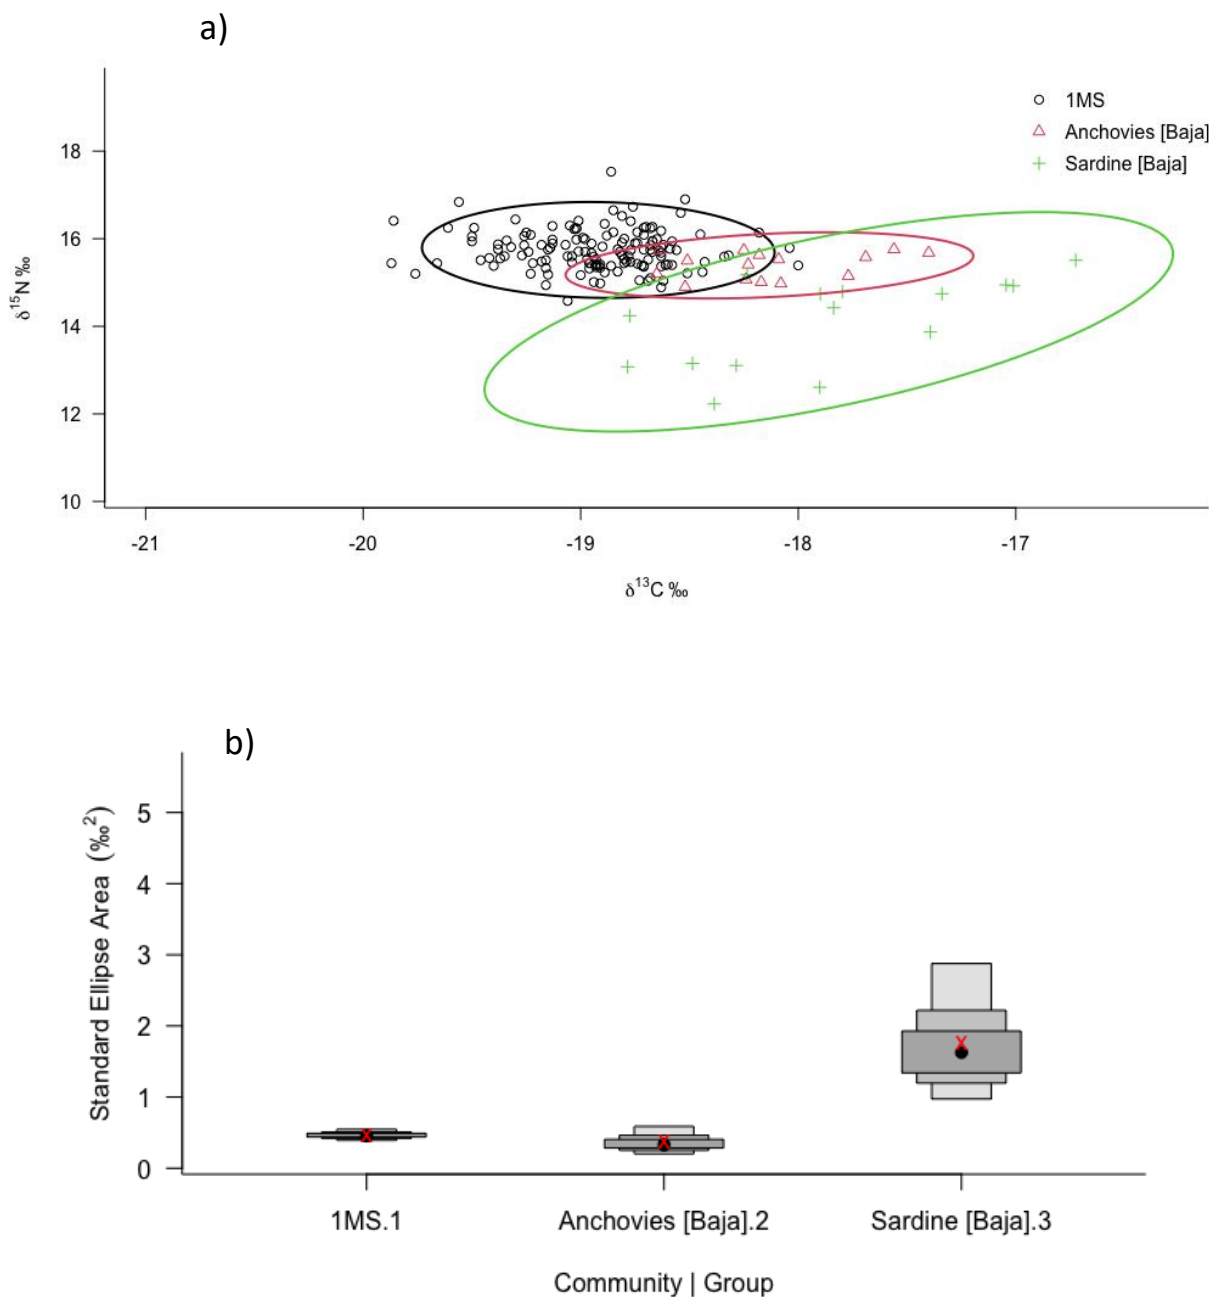 a)
1MS
Anchovies [Baja]
Sardine [Baja]
18
16
14
12
10
δ15N ‰
-21 -20 -19 -18 -17
δ13C ‰
b)
5
4
3
2
1
0
Standard Ellipse Area (‰2)
1MS.1 Anchovies [Baja].2 Sardine [Baja].3
Community | Group